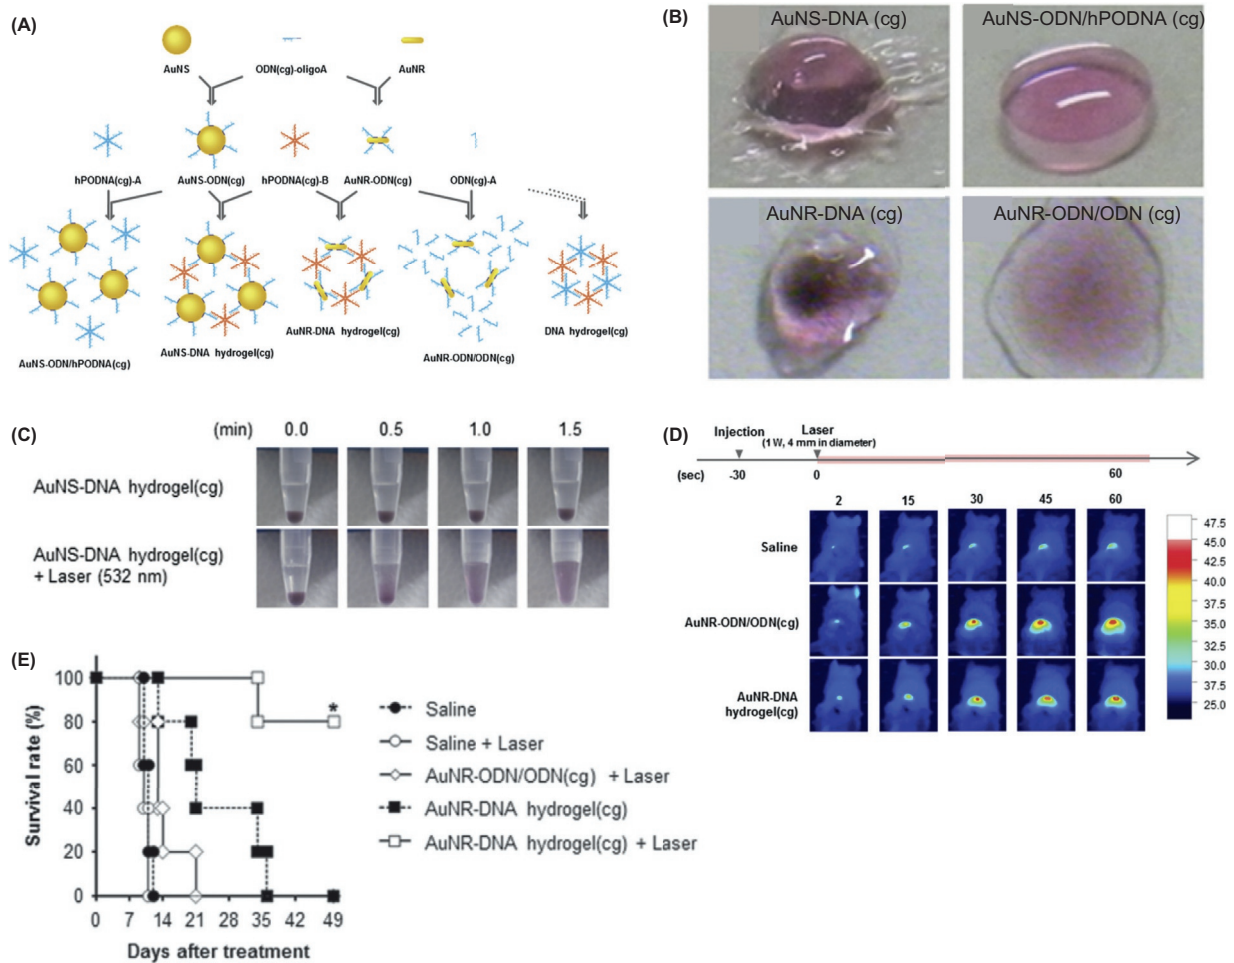 (A)
AuNS
ODN(cg)-oligoA
AuNR
hPODNA(cg)-A
AuNS-ODN(cg)
hPODNA(cg)-B
AuNR-ODN(cg)
ODN(cg)-A
AuNS-ODN/hPODNA(cg)
AuNS-DNA hydrogel(cg)
AuNR-DNA hydrogel(cg)
AuNR-ODN/ODN(cg)
DNA hydrogel(cg)
(B)
AuNS-DNA (cg)
AuNS-ODN/hPODNA (cg)
AuNR-DNA (cg)
AuNR-ODN/ODN (cg)
(C)
(min) 0.0 0.5 1.0 1.5
AuNS-DNA hydrogel(cg)
AuNS-DNA hydrogel(cg)
+ Laser (532 nm)
(D)
Injection
Laser
(1 W, 4 mm in diameter)
(sec) -30 0 60
2 15 30 45 60
Saline
AuNR-ODN/ODN(cg)
AuNR-DNA
hydrogel(cg)
47.5
45.0
42.5
40.0
37.5
35.0
32.5
30.0
27.5
25.0
(E)
Survival rate (%)
100
80
60
40
20
0
0 7 14 21 28 35 42 49
Days after treatment
*
Saline
Saline + Laser
AuNR-ODN/ODN(cg) + Laser
AuNR-DNA hydrogel(cg)
AuNR-DNA hydrogel(cg) + Laser